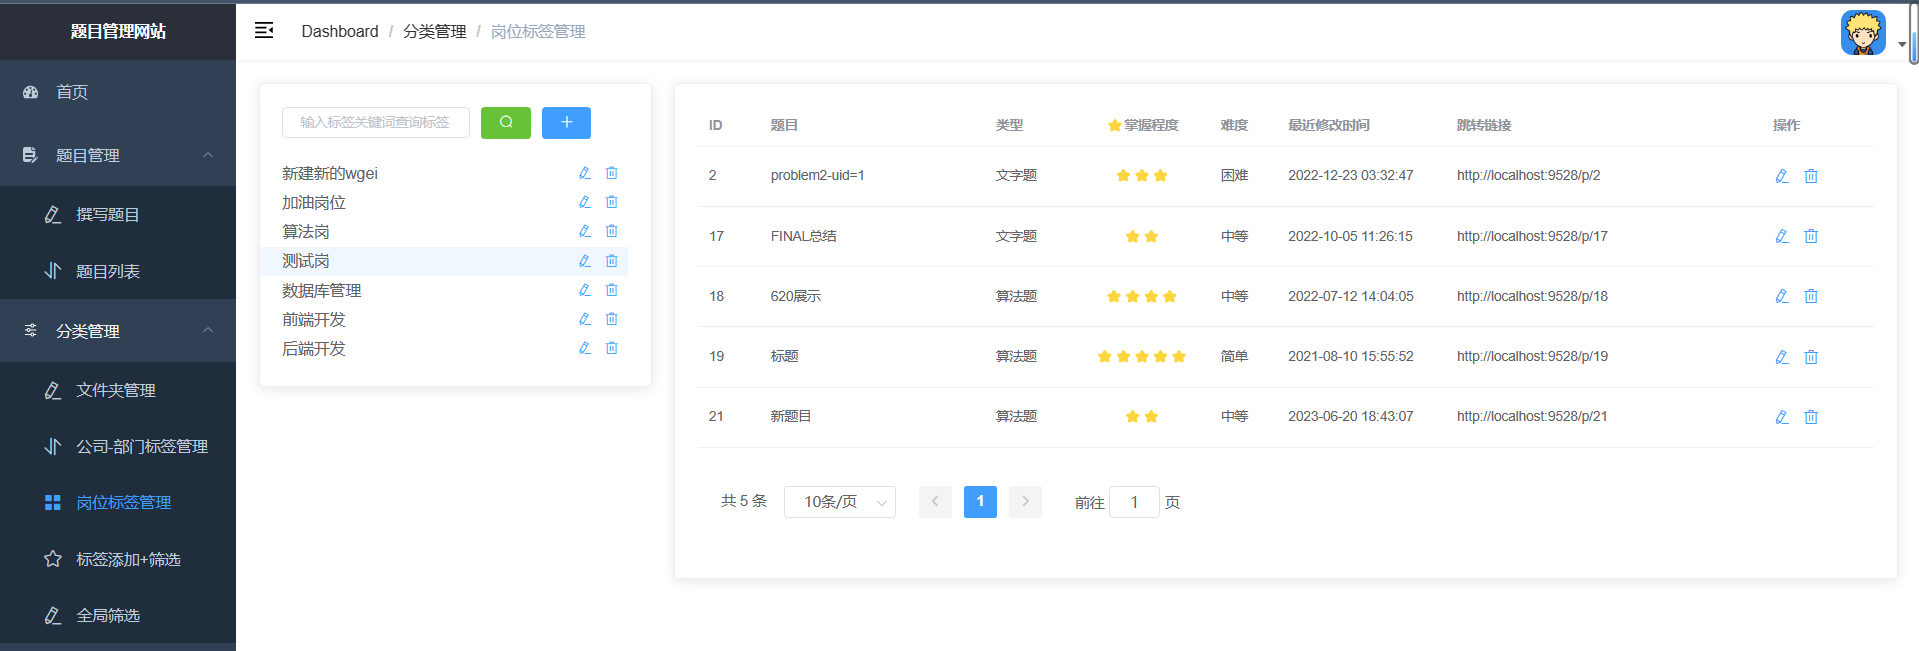 题目管理网站
首页
题目管理
撰写题目
题目列表
分类管理
文件夹管理
公司-部门标签管理
岗位标签管理
标签添加+筛选
全局筛选
Dashboard / 分类管理 / 岗位标签管理
输入标签关键词查询标签
新建新的wgei
加油岗位
算法岗
测试岗
数据库管理
前端开发
后端开发
ID 题目 类型 掌握程度 难度 最近修改时间 跳转链接 操作
2 problem2-uid=1 文字题 困难 2022-12-23 03:32:47 http://localhost:9528/p/2
17 FINAL总结 文字题 中等 2022-10-05 11:26:15 http://localhost:9528/p/17
18 620展示 算法题 中等 2022-07-12 14:04:05 http://localhost:9528/p/18
19 标题 算法题 简单 2021-08-10 15:55:52 http://localhost:9528/p/19
21 新题目 算法题 中等 2023-06-20 18:43:07 http://localhost:9528/p/21
共 5 条 10条/页 1 前往 1 页